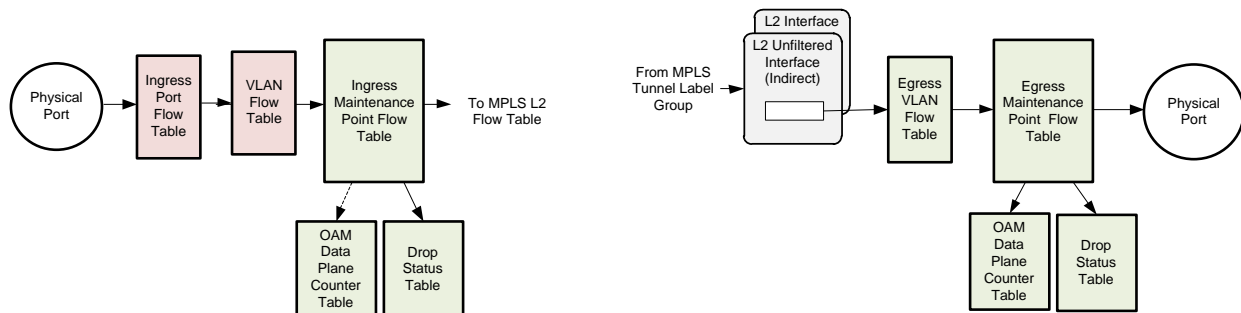 Physical
Port
Ingress
Port
Flow
Table
VLAN
Flow
Table
Ingress
Maintenance
Point Flow
Table
To MPLS L2
Flow Table
OAM
Data
Plane
Counter
Table
Drop
Status
Table
From MPLS
Tunnel Label
Group
L2 Interface
L2 Unfiltered
Interface
(Indirect)
Egress
VLAN
Flow
Table
Egress
Maintenance
Point Flow
Table
Physical
Port
OAM
Data
Plane
Counter
Table
Drop
Status
Table